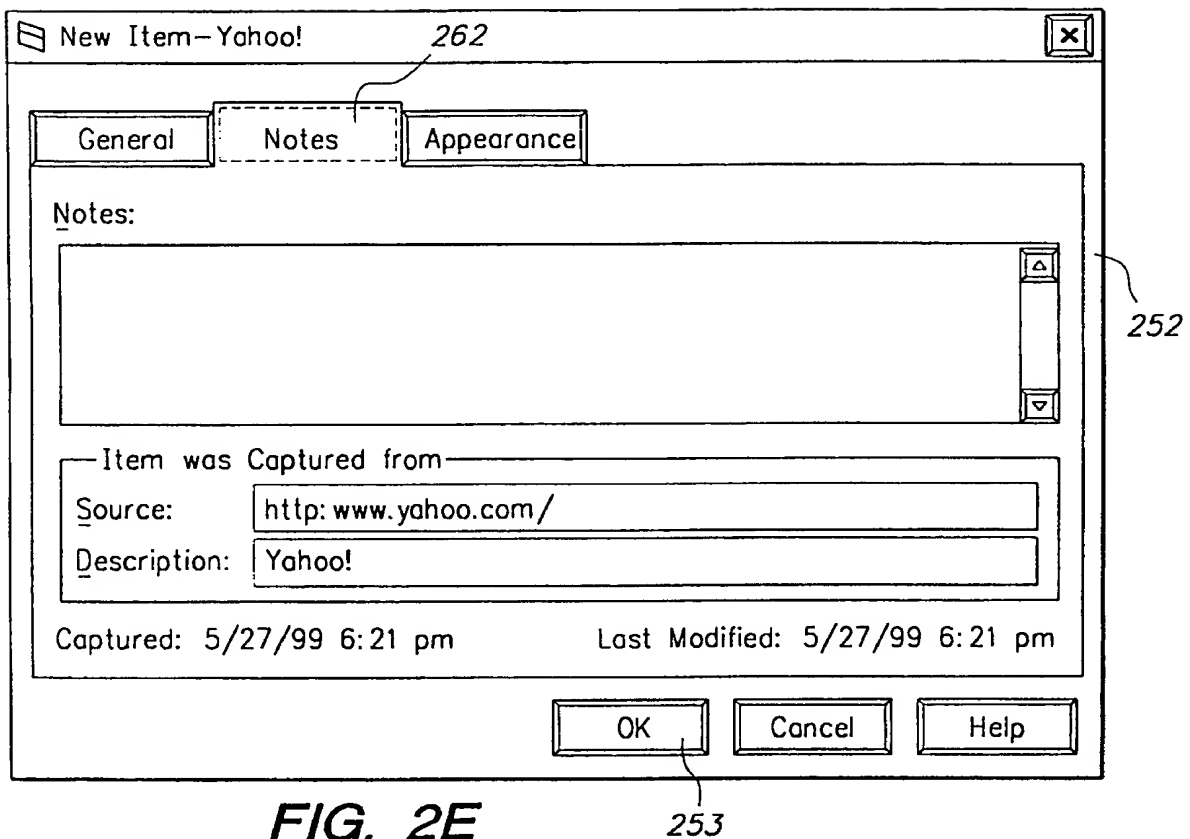 New Item-Yahoo! 262
×
General Notes Appearance
Notes:
252
Item was Captured from
Source: http: www.yahoo.com/
Description: Yahoo!
Captured: 5/27/99 6:21 pm Last Modified: 5/27/99 6:21 pm
OK Cancel Help
FIG. 2E 253